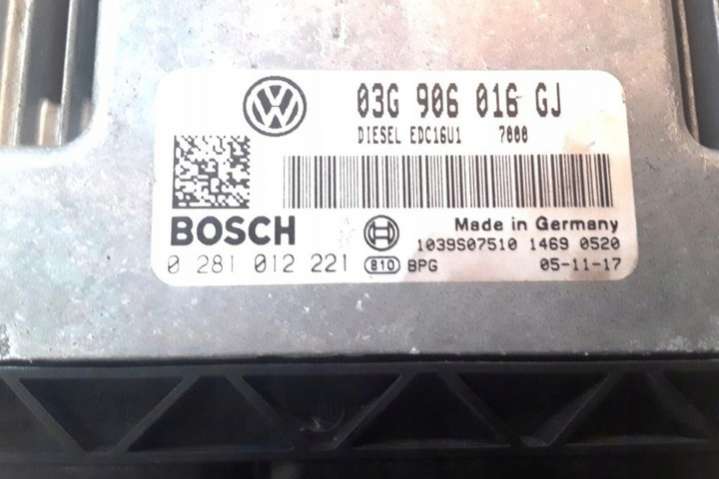 03G 906 016 GJ
DIESEL EDC16U1 7000
BOSCH
Made in Germany
1039S07510 1469 0520
0 281 012 221 810 BPG 05-11-17